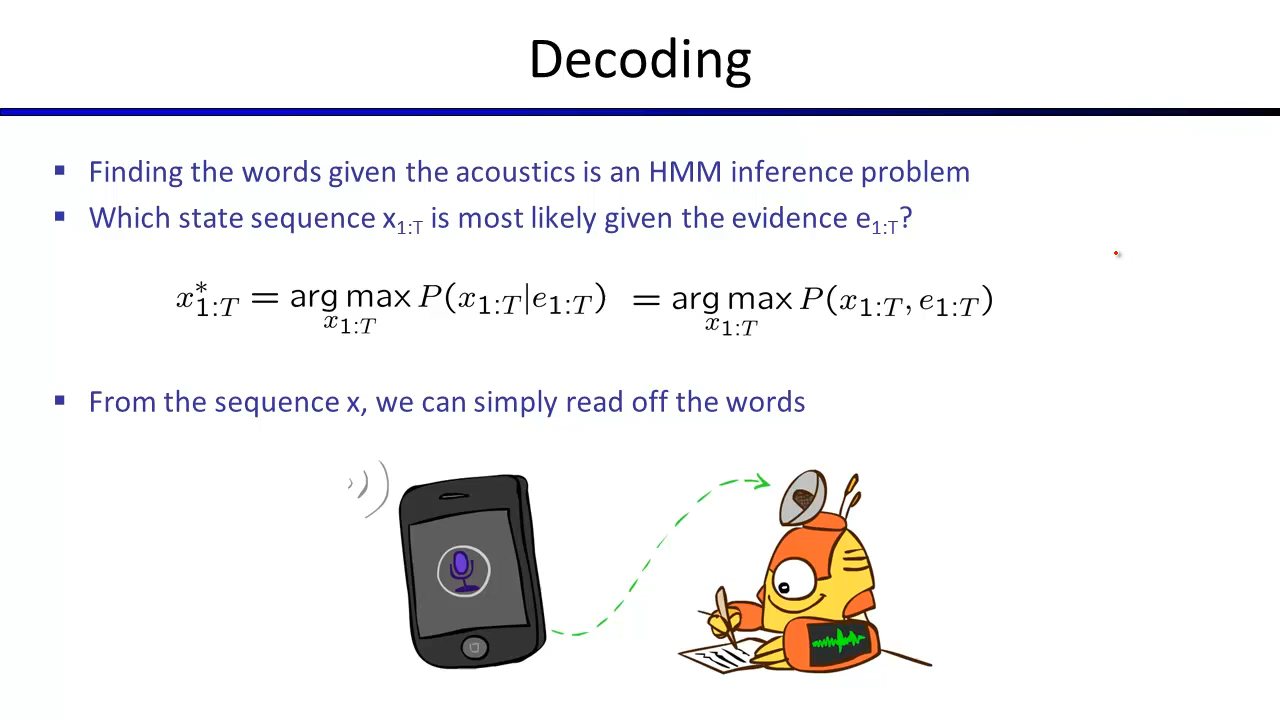 Decoding
▪ Finding the words given the acoustics is an HMM inference problem
▪ Which state sequence x₁:T is most likely given the evidence e₁:T?
x*₁:T = arg max_{x₁:T} P(x₁:T|e₁:T) = arg max_{x₁:T} P(x₁:T, e₁:T)
▪ From the sequence x, we can simply read off the words